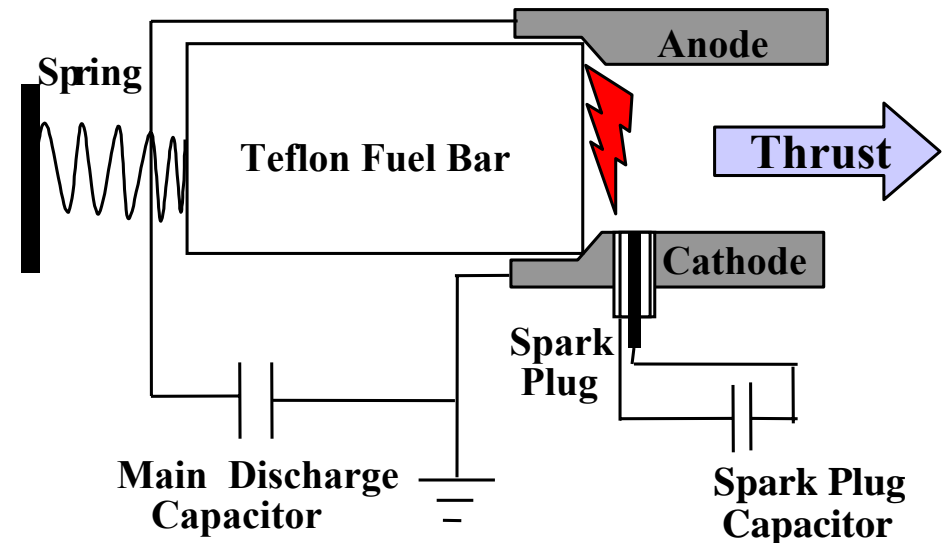 Anode
Spring
Teflon Fuel Bar
Thrust
Cathode
Spark
Plug
Main Discharge
Capacitor
Spark Plug
Capacitor